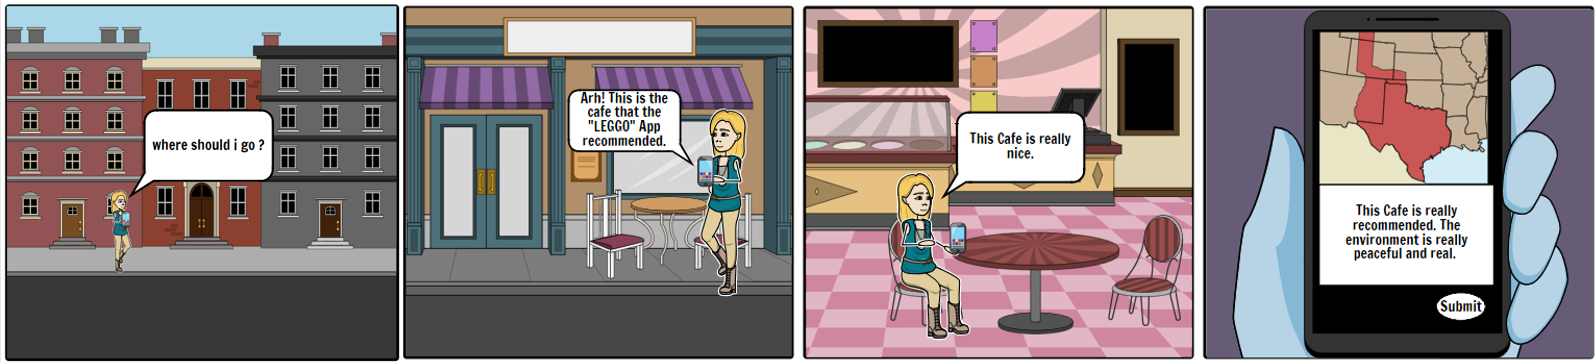 where should i go ?
Arh! This is the
cafe that the
"LEGGO" App
recommended.
This Cafe is really
nice.
This Cafe is really
recommended. The
environment is really
peaceful and real.
Submit